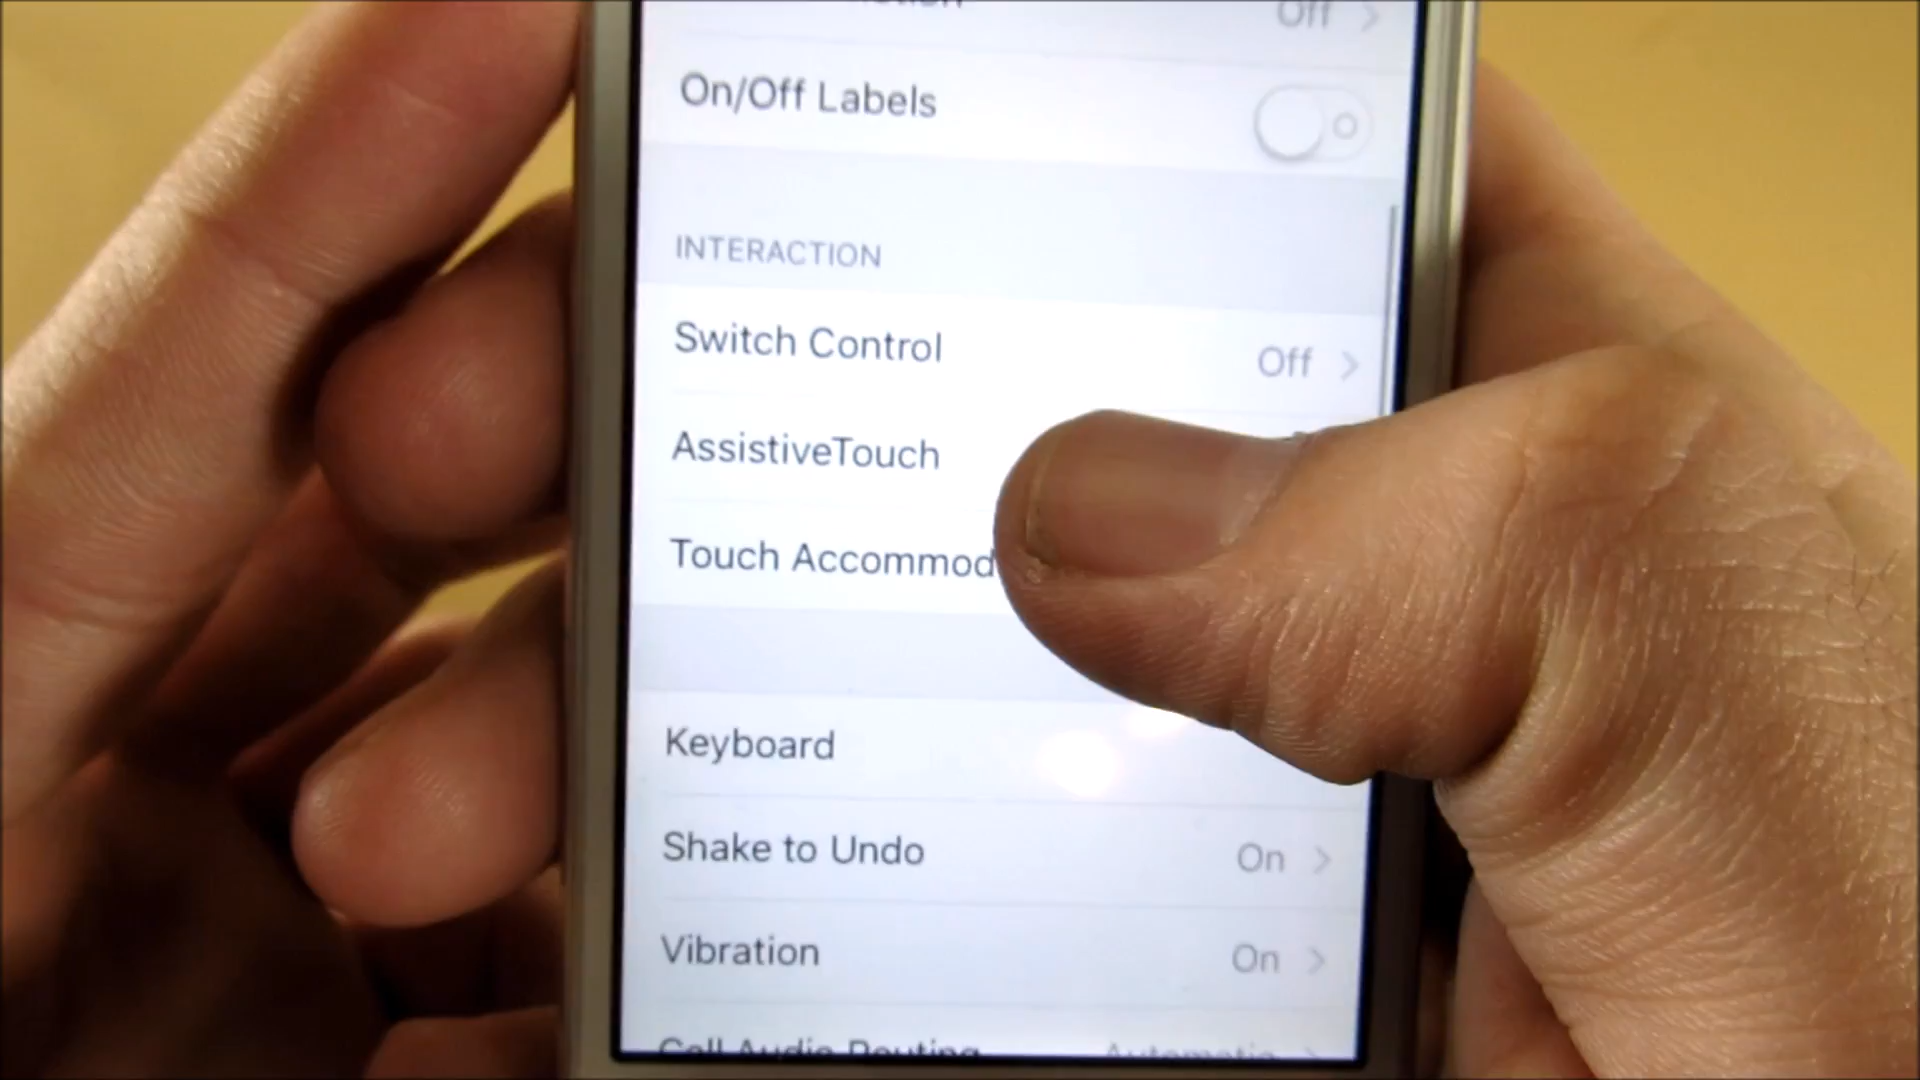 Off
On/Off Labels
INTERACTION
Switch Control Off
AssistiveTouch
Touch Accommod
Keyboard
Shake to Undo On
Vibration On
Call Audio Routing Automatic